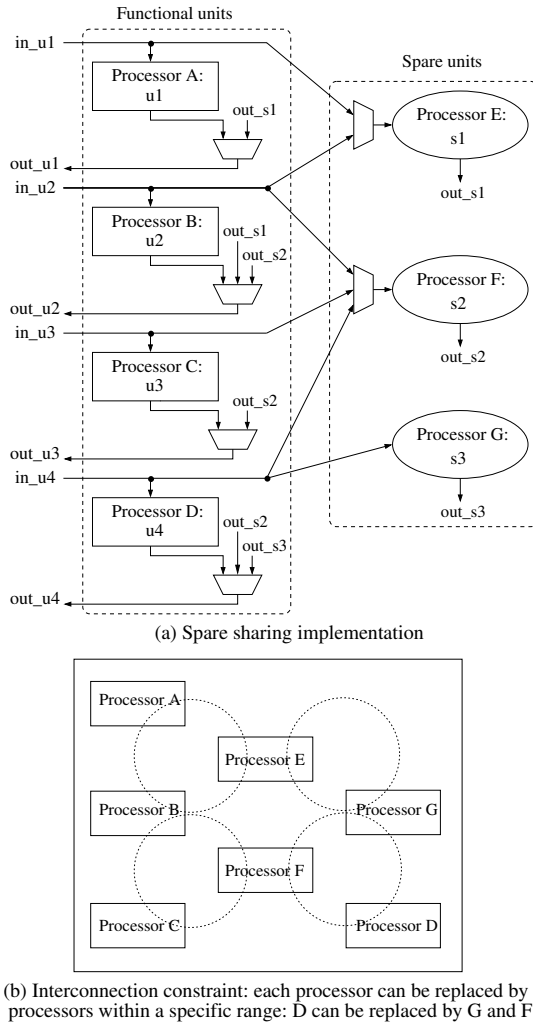 Functional units
in_u1
Processor A:
u1
out_s1
out_u1
in_u2
Processor B:
u2
out_s1
out_s2
out_u2
in_u3
Processor C:
u3
out_s2
out_u3
in_u4
Processor D:
u4
out_s2
out_s3
out_u4
Spare units
Processor E:
s1
out_s1
Processor F:
s2
out_s2
Processor G:
s3
out_s3
(a) Spare sharing implementation
Processor A
Processor E
Processor B
Processor G
Processor F
Processor C
Processor D
(b) Interconnection constraint: each processor can be replaced by
processors within a specific range: D can be replaced by G and F